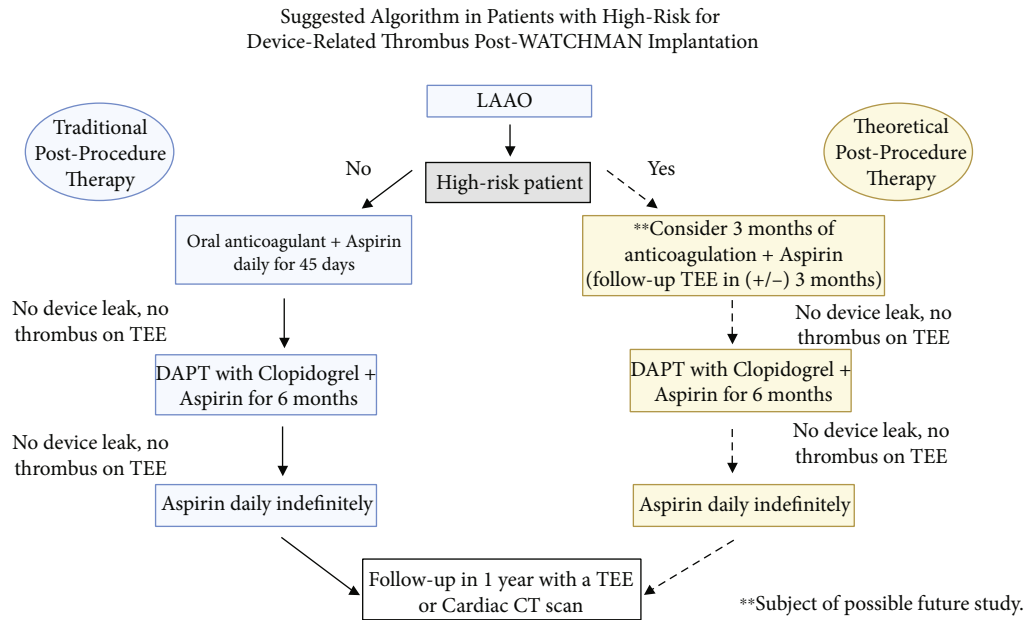 Suggested Algorithm in Patients with High-Risk for
Device-Related Thrombus Post-WATCHMAN Implantation
LAAO
Traditional
Post-Procedure
Therapy
Theoretical
Post-Procedure
Therapy
No
High-risk patient
Yes
Oral anticoagulant + Aspirin
daily for 45 days
**Consider 3 months of
anticoagulation + Aspirin
(follow-up TEE in (+/–) 3 months)
No device leak, no
thrombus on TEE
No device leak, no
thrombus on TEE
DAPT with Clopidogrel +
Aspirin for 6 months
DAPT with Clopidogrel +
Aspirin for 6 months
No device leak, no
thrombus on TEE
No device leak, no
thrombus on TEE
Aspirin daily indefinitely
Aspirin daily indefinitely
Follow-up in 1 year with a TEE
or Cardiac CT scan
**Subject of possible future study.